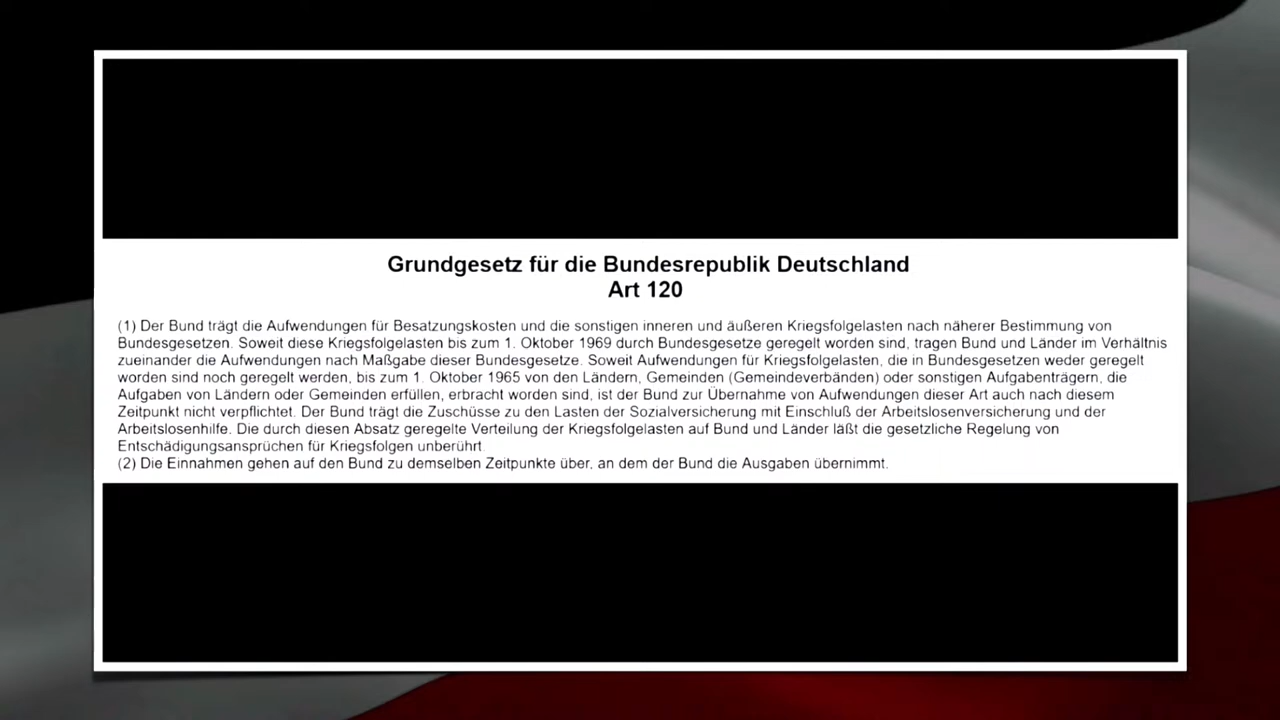 Grundgesetz für die Bundesrepublik Deutschland
Art 120
(1) Der Bund trägt die Aufwendungen für Besatzungskosten und die sonstigen inneren und äußeren Kriegsfolgelasten nach näherer Bestimmung von
Bundesgesetzen. Soweit diese Kriegsfolgelasten bis zum 1. Oktober 1969 durch Bundesgesetze geregelt worden sind, tragen Bund und Länder im Verhältnis
zueinander die Aufwendungen nach Maßgabe dieser Bundesgesetze. Soweit Aufwendungen für Kriegsfolgelasten, die in Bundesgesetzen weder geregelt
worden sind noch geregelt werden, bis zum 1. Oktober 1965 von den Ländern, Gemeinden (Gemeindeverbänden) oder sonstigen Aufgabenträgern, die
Aufgaben von Ländern oder Gemeinden erfüllen, erbracht worden sind, ist der Bund zur Übernahme von Aufwendungen dieser Art auch nach diesem
Zeitpunkt nicht verpflichtet. Der Bund trägt die Zuschüsse zu den Lasten der Sozialversicherung mit Einschluß der Arbeitslosenversicherung und der
Arbeitslosenhilfe. Die durch diesen Absatz geregelte Verteilung der Kriegsfolgelasten auf Bund und Länder läßt die gesetzliche Regelung von
Entschädigungsansprüchen für Kriegsfolgen unberührt.
(2) Die Einnahmen gehen auf den Bund zu demselben Zeitpunkte über, an dem der Bund die Ausgaben übernimmt.